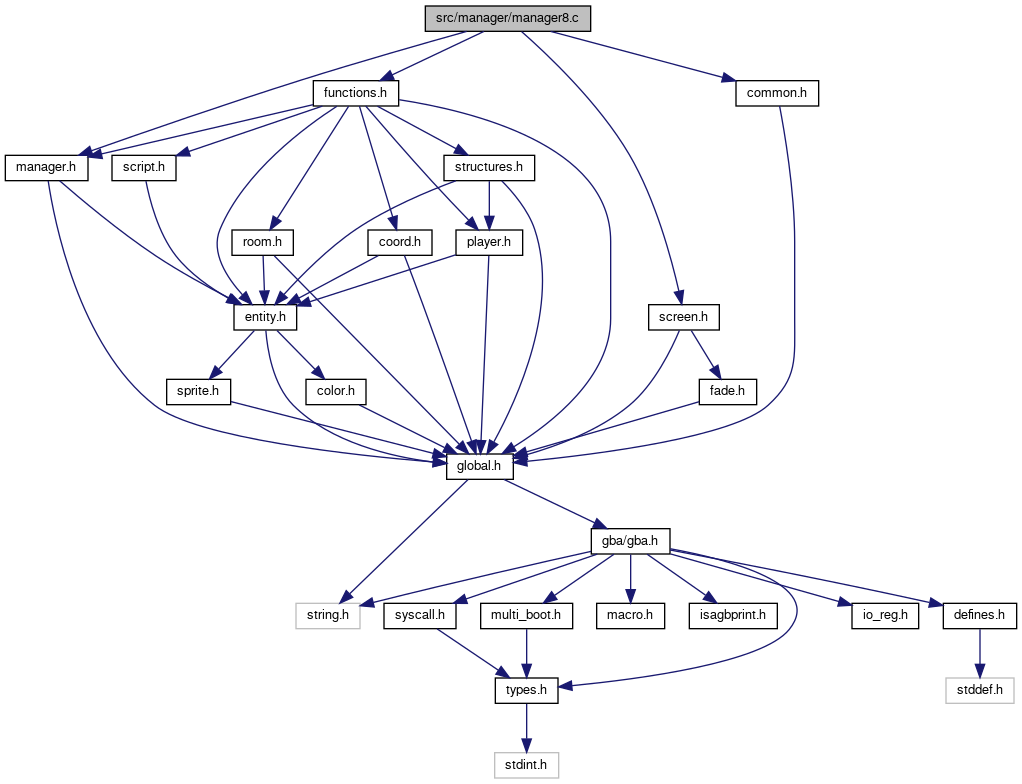 src/manager/manager8.c
functions.h
common.h
manager.h
script.h
structures.h
room.h
coord.h
player.h
entity.h
screen.h
sprite.h
color.h
fade.h
global.h
gba/gba.h
string.h
syscall.h
multi_boot.h
macro.h
isagbprint.h
io_reg.h
defines.h
types.h
stddef.h
stdint.h